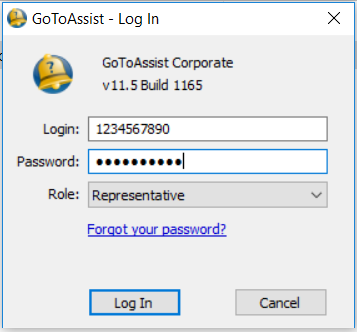 GoToAssist - Log In
GoToAssist Corporate
v11.5 Build 1165
Login: 1234567890
Password: ●●●●●●●●●●
Role: Representative
Forgot your password?
Log In Cancel